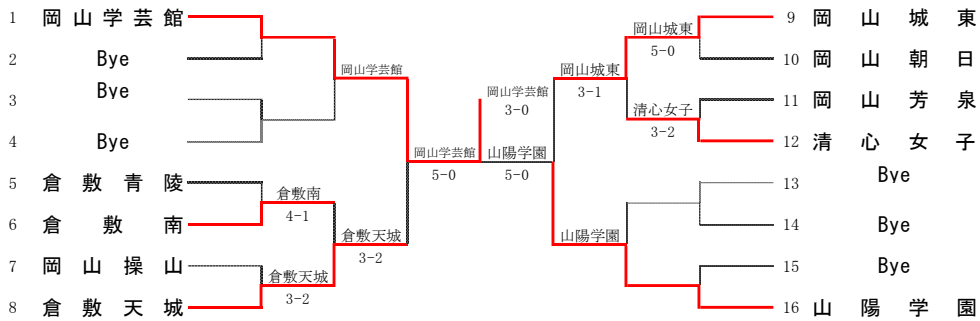 1 岡山学芸館
2 Bye
3 Bye
4 Bye
5 倉敷青陵
6 倉敷南
7 岡山操山
8 倉敷天城
倉敷南
4-1
倉敷天城
3-2
岡山学芸館
倉敷天城
3-2
岡山学芸館
5-0
岡山学芸館
3-0
山陽学園
5-0
岡山城東
3-1
山陽学園
岡山城東
5-0
清心女子
3-2
9 岡山城東
10 岡山朝日
11 岡山芳泉
12 清心女子
13 Bye
14 Bye
15 Bye
16 山陽学園